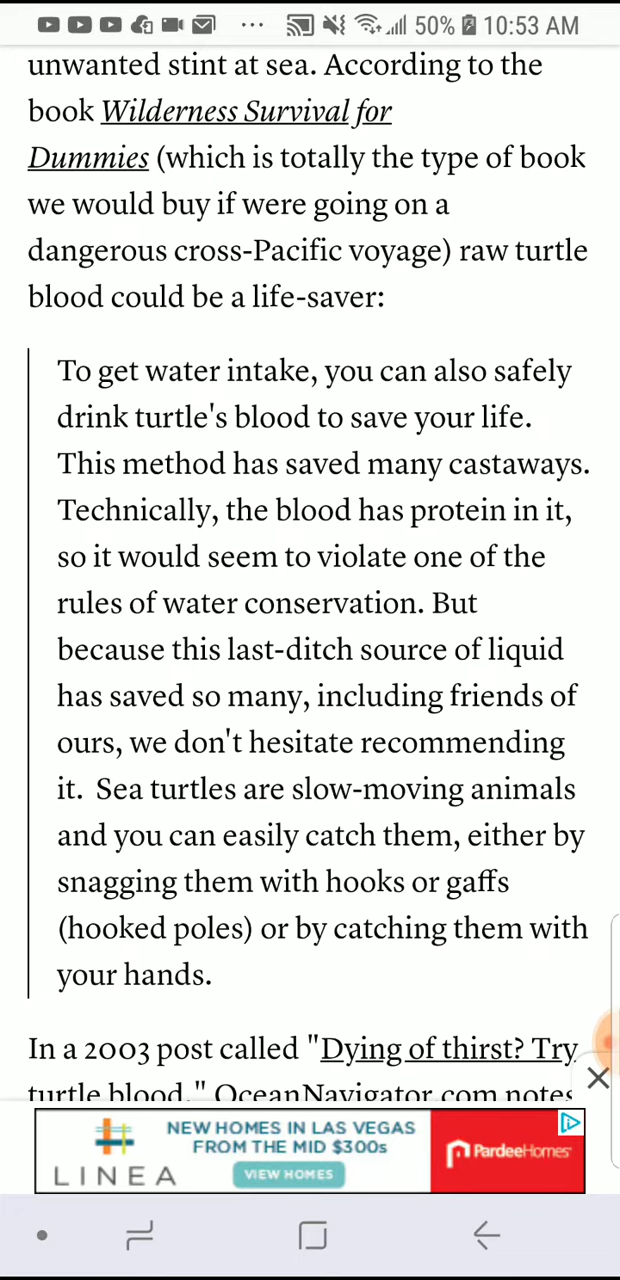 50% 10:53 AM
unwanted stint at sea. According to the
book Wilderness Survival for
Dummies (which is totally the type of book
we would buy if were going on a
dangerous cross-Pacific voyage) raw turtle
blood could be a life-saver:
To get water intake, you can also safely
drink turtle's blood to save your life.
This method has saved many castaways.
Technically, the blood has protein in it,
so it would seem to violate one of the
rules of water conservation. But
because this last-ditch source of liquid
has saved so many, including friends of
ours, we don't hesitate recommending
it. Sea turtles are slow-moving animals
and you can easily catch them, either by
snagging them with hooks or gaffs
(hooked poles) or by catching them with
your hands.
In a 2003 post called "Dying of thirst? Try
turtle blood," OceanNavigator.com notes
NEW HOMES IN LAS VEGAS
FROM THE MID $300s
LINEA
VIEW HOMES
PardeeHomes